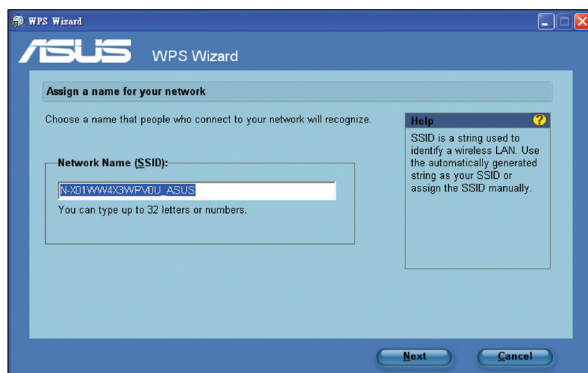 WPS Wizard
ASUS WPS Wizard
Assign a name for your network
Choose a name that people who connect to your network will recognize.
Network Name (SSID):
N-X01WW4X3WPV0U_ASUS
You can type up to 32 letters or numbers.
Help
SSID is a string used to
identify a wireless LAN. Use
the automatically generated
string as your SSID or
assign the SSID manually.
Next
Cancel